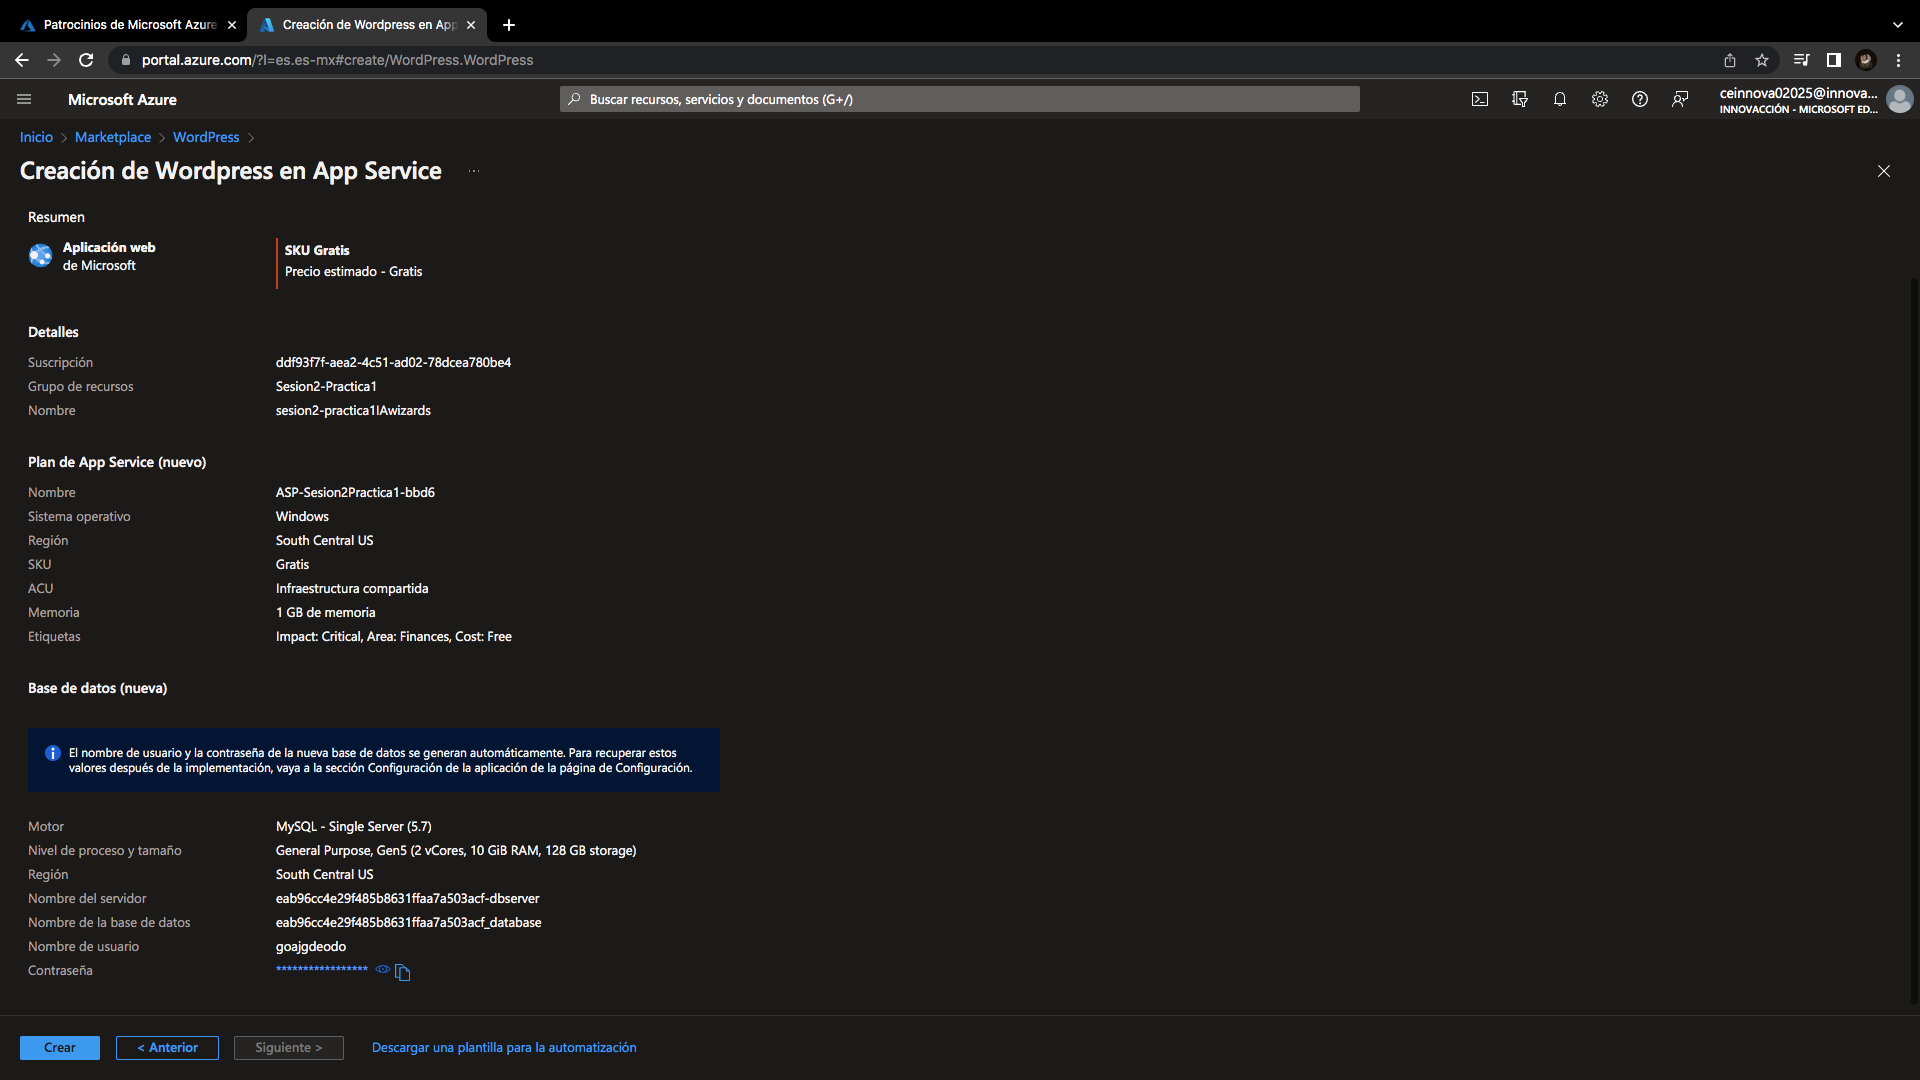 Patrocinios de Microsoft Azure
Creación de Wordpress en App
portal.azure.com/?l=es.es-mx#create/WordPress.WordPress
Microsoft Azure
Buscar recursos, servicios y documentos (G+/)
ceinnova02025@innova...
INNOVACCIÓN - MICROSOFT ED...
Inicio > Marketplace > WordPress >
Creación de Wordpress en App Service ...
Resumen
Aplicación web
de Microsoft
SKU Gratis
Precio estimado - Gratis
Detalles
Suscripción ddf93f7f-aea2-4c51-ad02-78dcea780be4
Grupo de recursos Sesion2-Practica1
Nombre sesion2-practica1IAwizards
Plan de App Service (nuevo)
Nombre ASP-Sesion2Practica1-bbd6
Sistema operativo Windows
Región South Central US
SKU Gratis
ACU Infraestructura compartida
Memoria 1 GB de memoria
Etiquetas Impact: Critical, Area: Finances, Cost: Free
Base de datos (nueva)
El nombre de usuario y la contraseña de la nueva base de datos se generan automáticamente. Para recuperar estos
valores después de la implementación, vaya a la sección Configuración de la aplicación de la página de Configuración.
Motor MySQL - Single Server (5.7)
Nivel de proceso y tamaño General Purpose, Gen5 (2 vCores, 10 GiB RAM, 128 GB storage)
Región South Central US
Nombre del servidor eab96cc4e29f485b8631ffaa7a503acf-dbserver
Nombre de la base de datos eab96cc4e29f485b8631ffaa7a503acf_database
Nombre de usuario goajgdeodo
Contraseña *****************
Crear
< Anterior
Siguiente >
Descargar una plantilla para la automatización